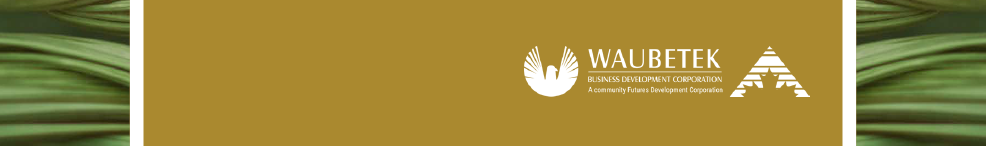 WAUBETEK
BUSINESS DEVELOPMENT CORPORATION
A community Futures Development Corporation